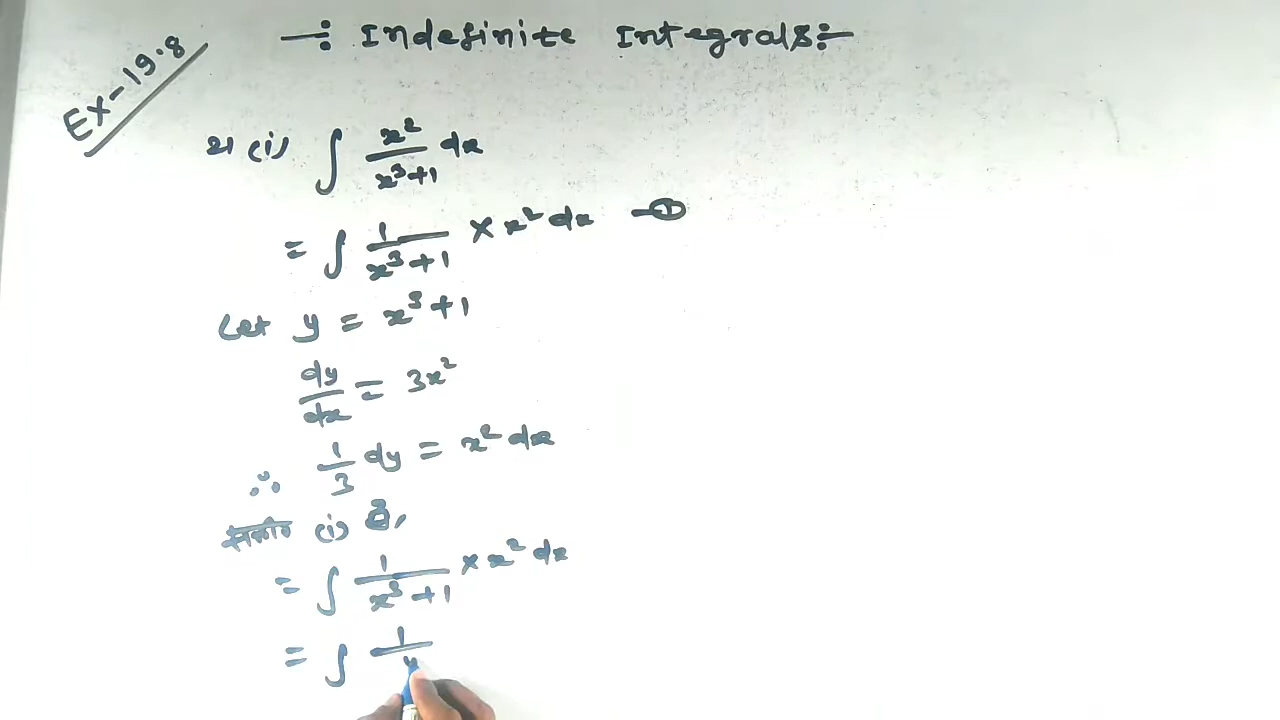 EX-19.8
-: Indefinite Integrals :-
(i) ∫ x²/x³+1 dx
= ∫ 1/x³+1 × x² dx -①
Let y = x³+1
dy/dx = 3x²
∴ 1/3 dy = x² dx
(i) से,
= ∫ 1/x³+1 × x² dx
= ∫ 1/y